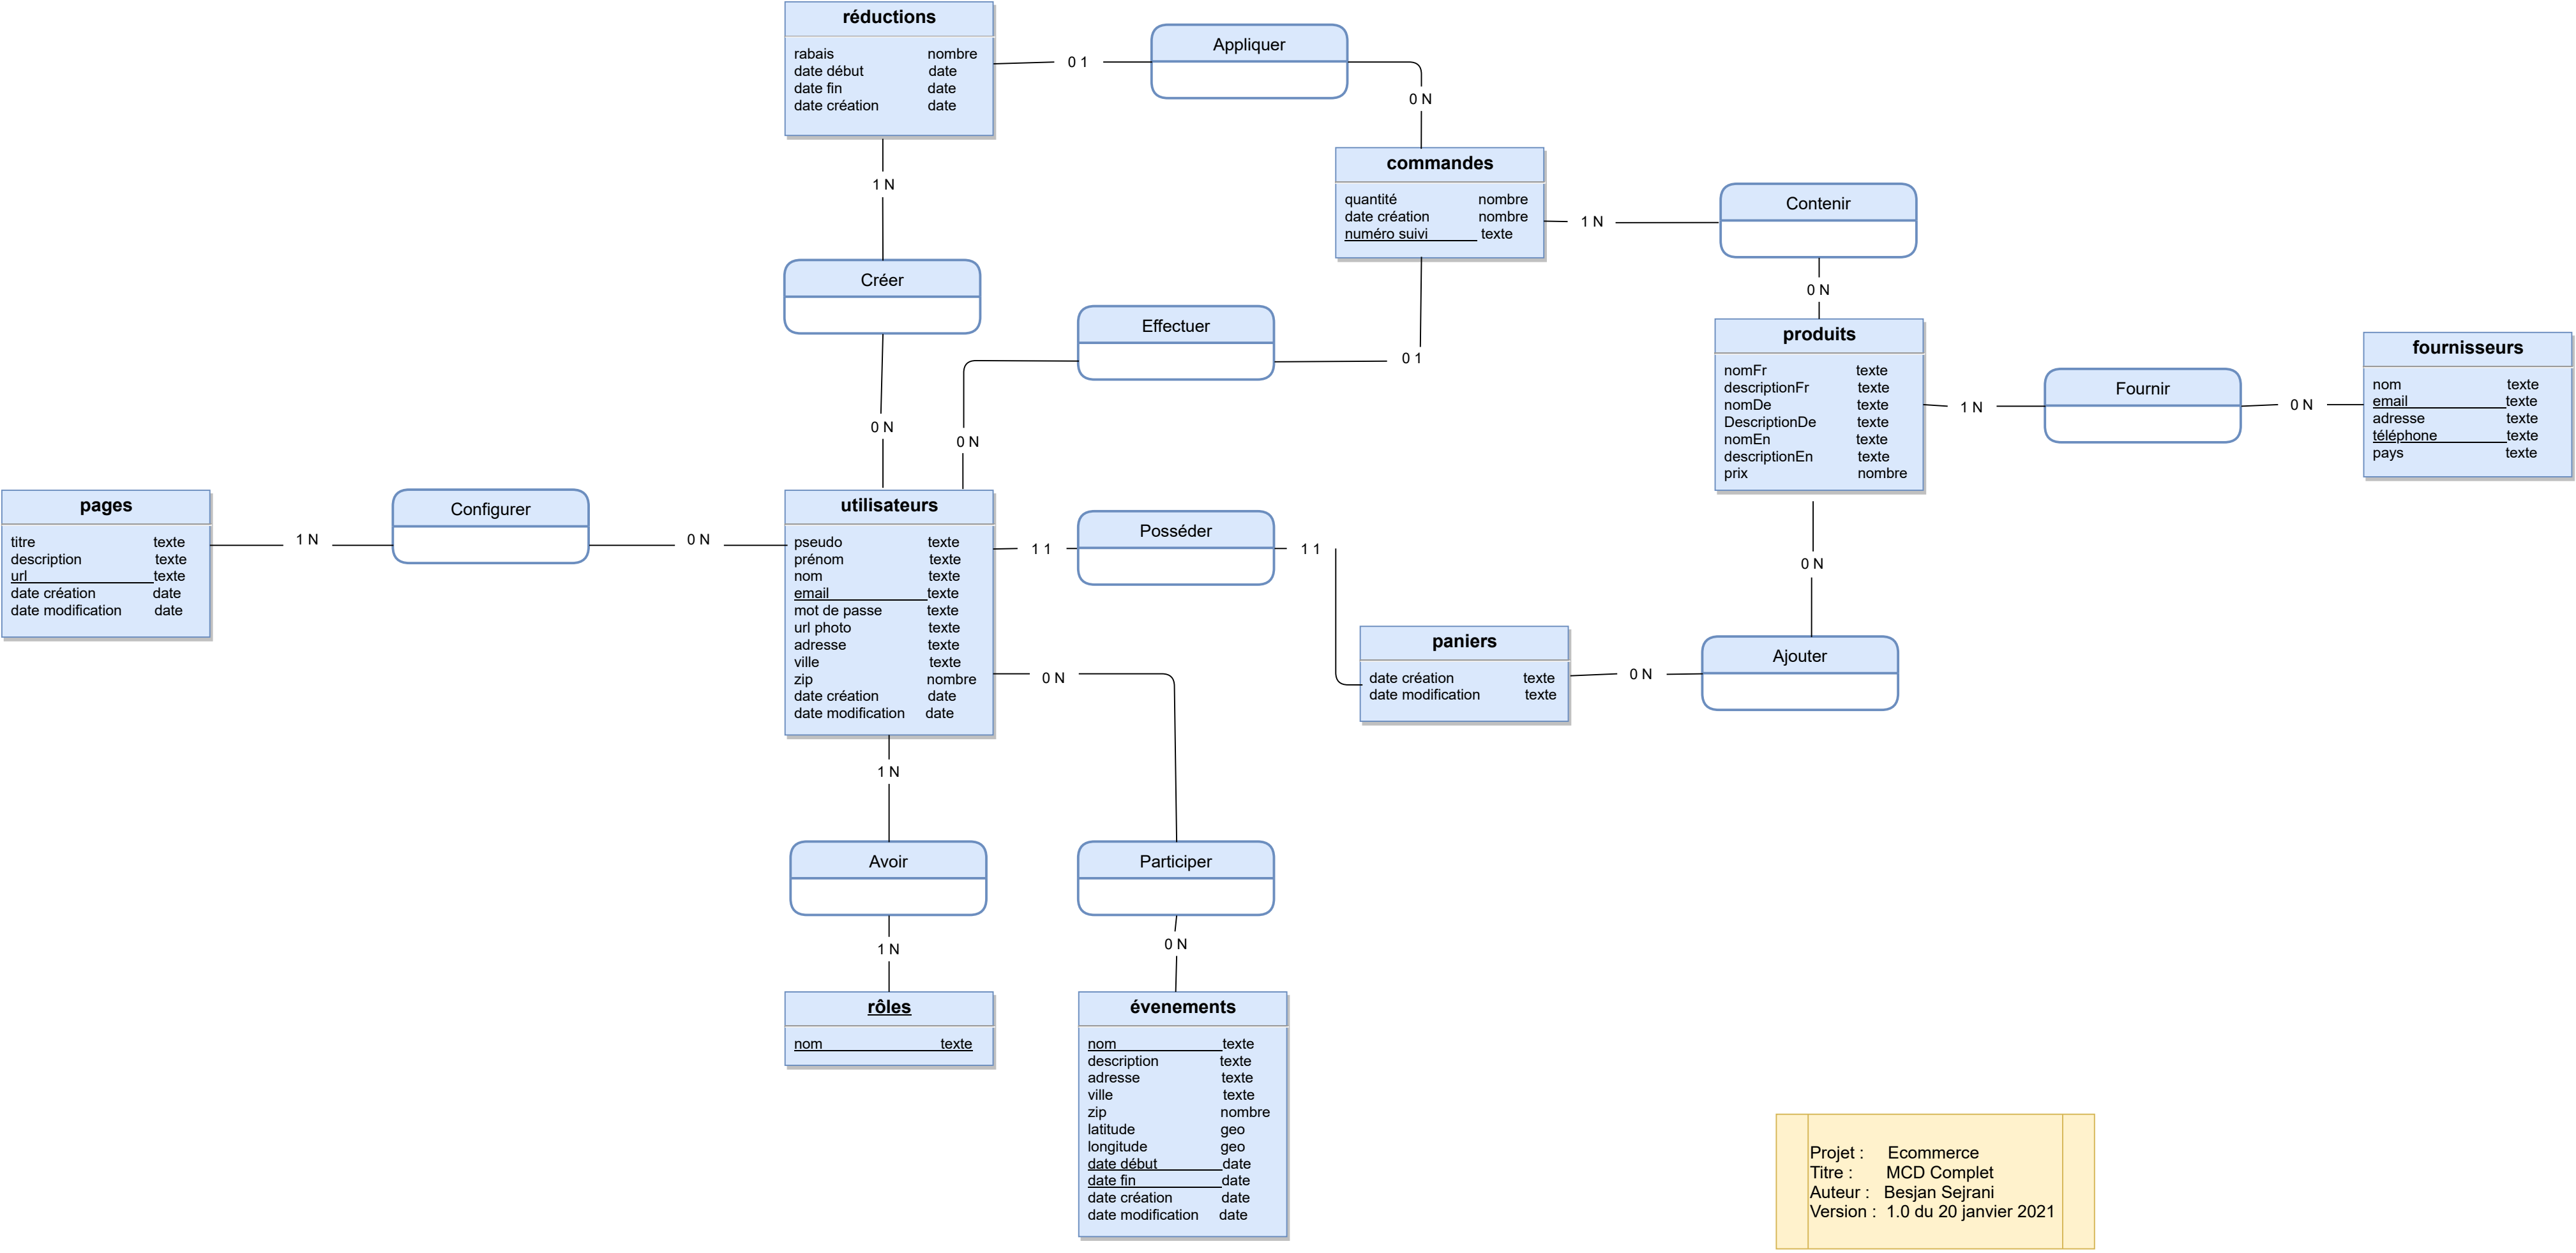 réductions
rabais nombre
date début date
date fin date
date création date
0 1
Appliquer
0 N
commandes
quantité nombre
date création nombre
numéro suivi texte
1 N
Contenir
0 N
1 N
Créer
0 N
Effectuer
0 1
0 N
produits
nomFr texte
descriptionFr texte
nomDe texte
DescriptionDe texte
nomEn texte
descriptionEn texte
prix nombre
1 N
Fournir
0 N
fournisseurs
nom texte
email texte
adresse texte
téléphone texte
pays texte
pages
titre texte
description texte
url texte
date création date
date modification date
1 N
Configurer
0 N
utilisateurs
pseudo texte
prénom texte
nom texte
email texte
mot de passe texte
url photo texte
adresse texte
ville texte
zip nombre
date création date
date modification date
1 1
Posséder
1 1
0 N
paniers
date création texte
date modification texte
0 N
Ajouter
0 N
1 N
Avoir
1 N
Participer
0 N
rôles
nom texte
évenements
nom texte
description texte
adresse texte
ville texte
zip nombre
latitude geo
longitude geo
date début date
date fin date
date création date
date modification date
Projet : Ecommerce
Titre : MCD Complet
Auteur : Besjan Sejrani
Version : 1.0 du 20 janvier 2021